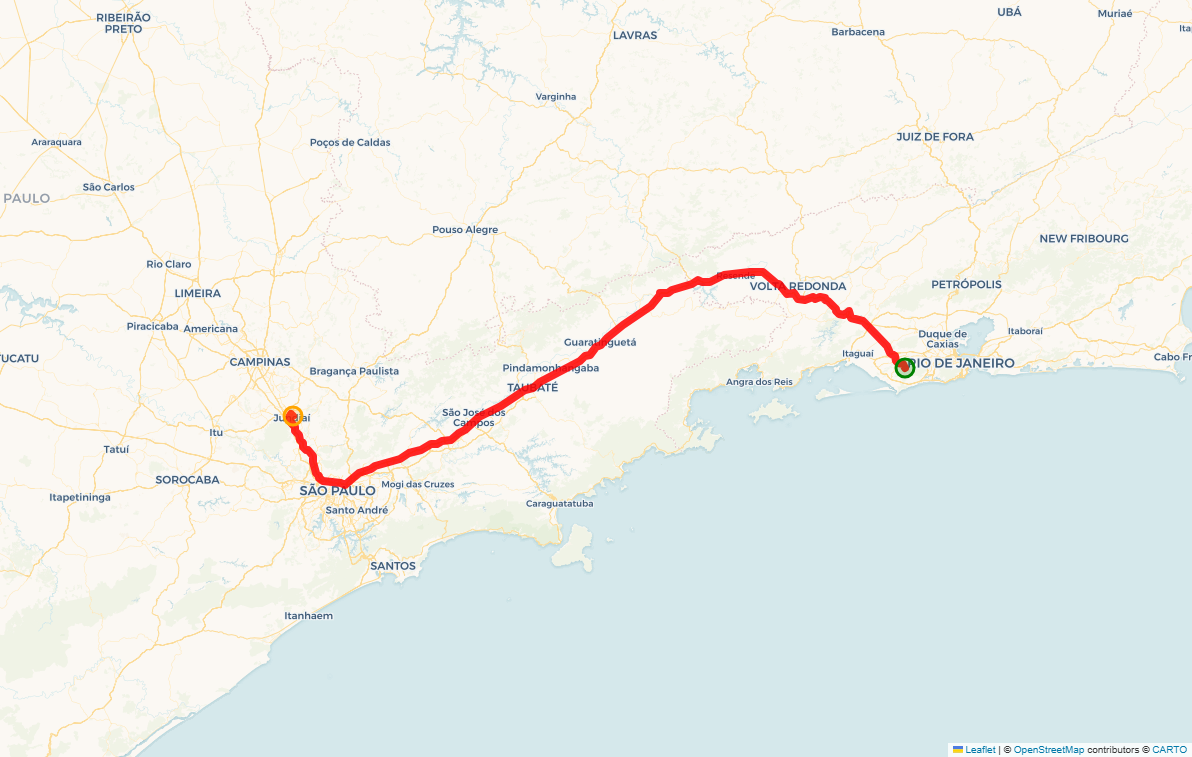 RIBEIRÃO
PRETO
UBÁ
Muriaé
LAVRAS
Barbacena
Varginha
JUIZ DE FORA
Araraquara
Poços de Caldas
São Carlos
PAULO
Pouso Alegre
NEW FRIBOURG
Rio Claro
Resende
VOLTA REDONDA
PETRÓPOLIS
LIMEIRA
Piracicaba
Americana
Itaboraí
Duque de
Caxias
Guaratinguetá
Itaguaí
UCATU
Cabo Fr
CAMPINAS
RIO DE JANEIRO
Bragança Paulista
Pindamonhangaba
Angra dos Reis
TAUBATÉ
São José dos
Campos
Jundiaí
Itu
Tatuí
SOROCABA
Mogi das Cruzes
SÃO PAULO
Itapetininga
Caraguatatuba
Santo André
SANTOS
Itanhaem
Leaflet | © OpenStreetMap contributors © CARTO